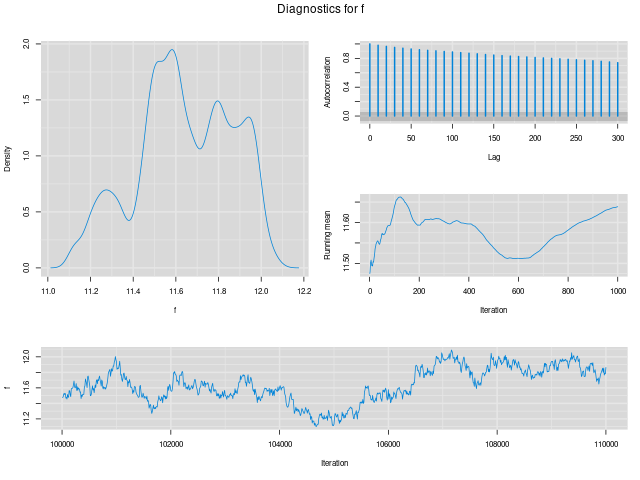 Diagnostics for f
Density
0.0 0.5 1.0 1.5 2.0
11.0 11.2 11.4 11.6 11.8 12.0 12.2
f
Autocorrelation
0.0 0.4 0.8
0 50 100 150 200 250 300
Lag
Running mean
11.50 11.60
0 200 400 600 800 1000
Iteration
f
11.2 11.6 12.0
100000 102000 104000 106000 108000 110000
Iteration